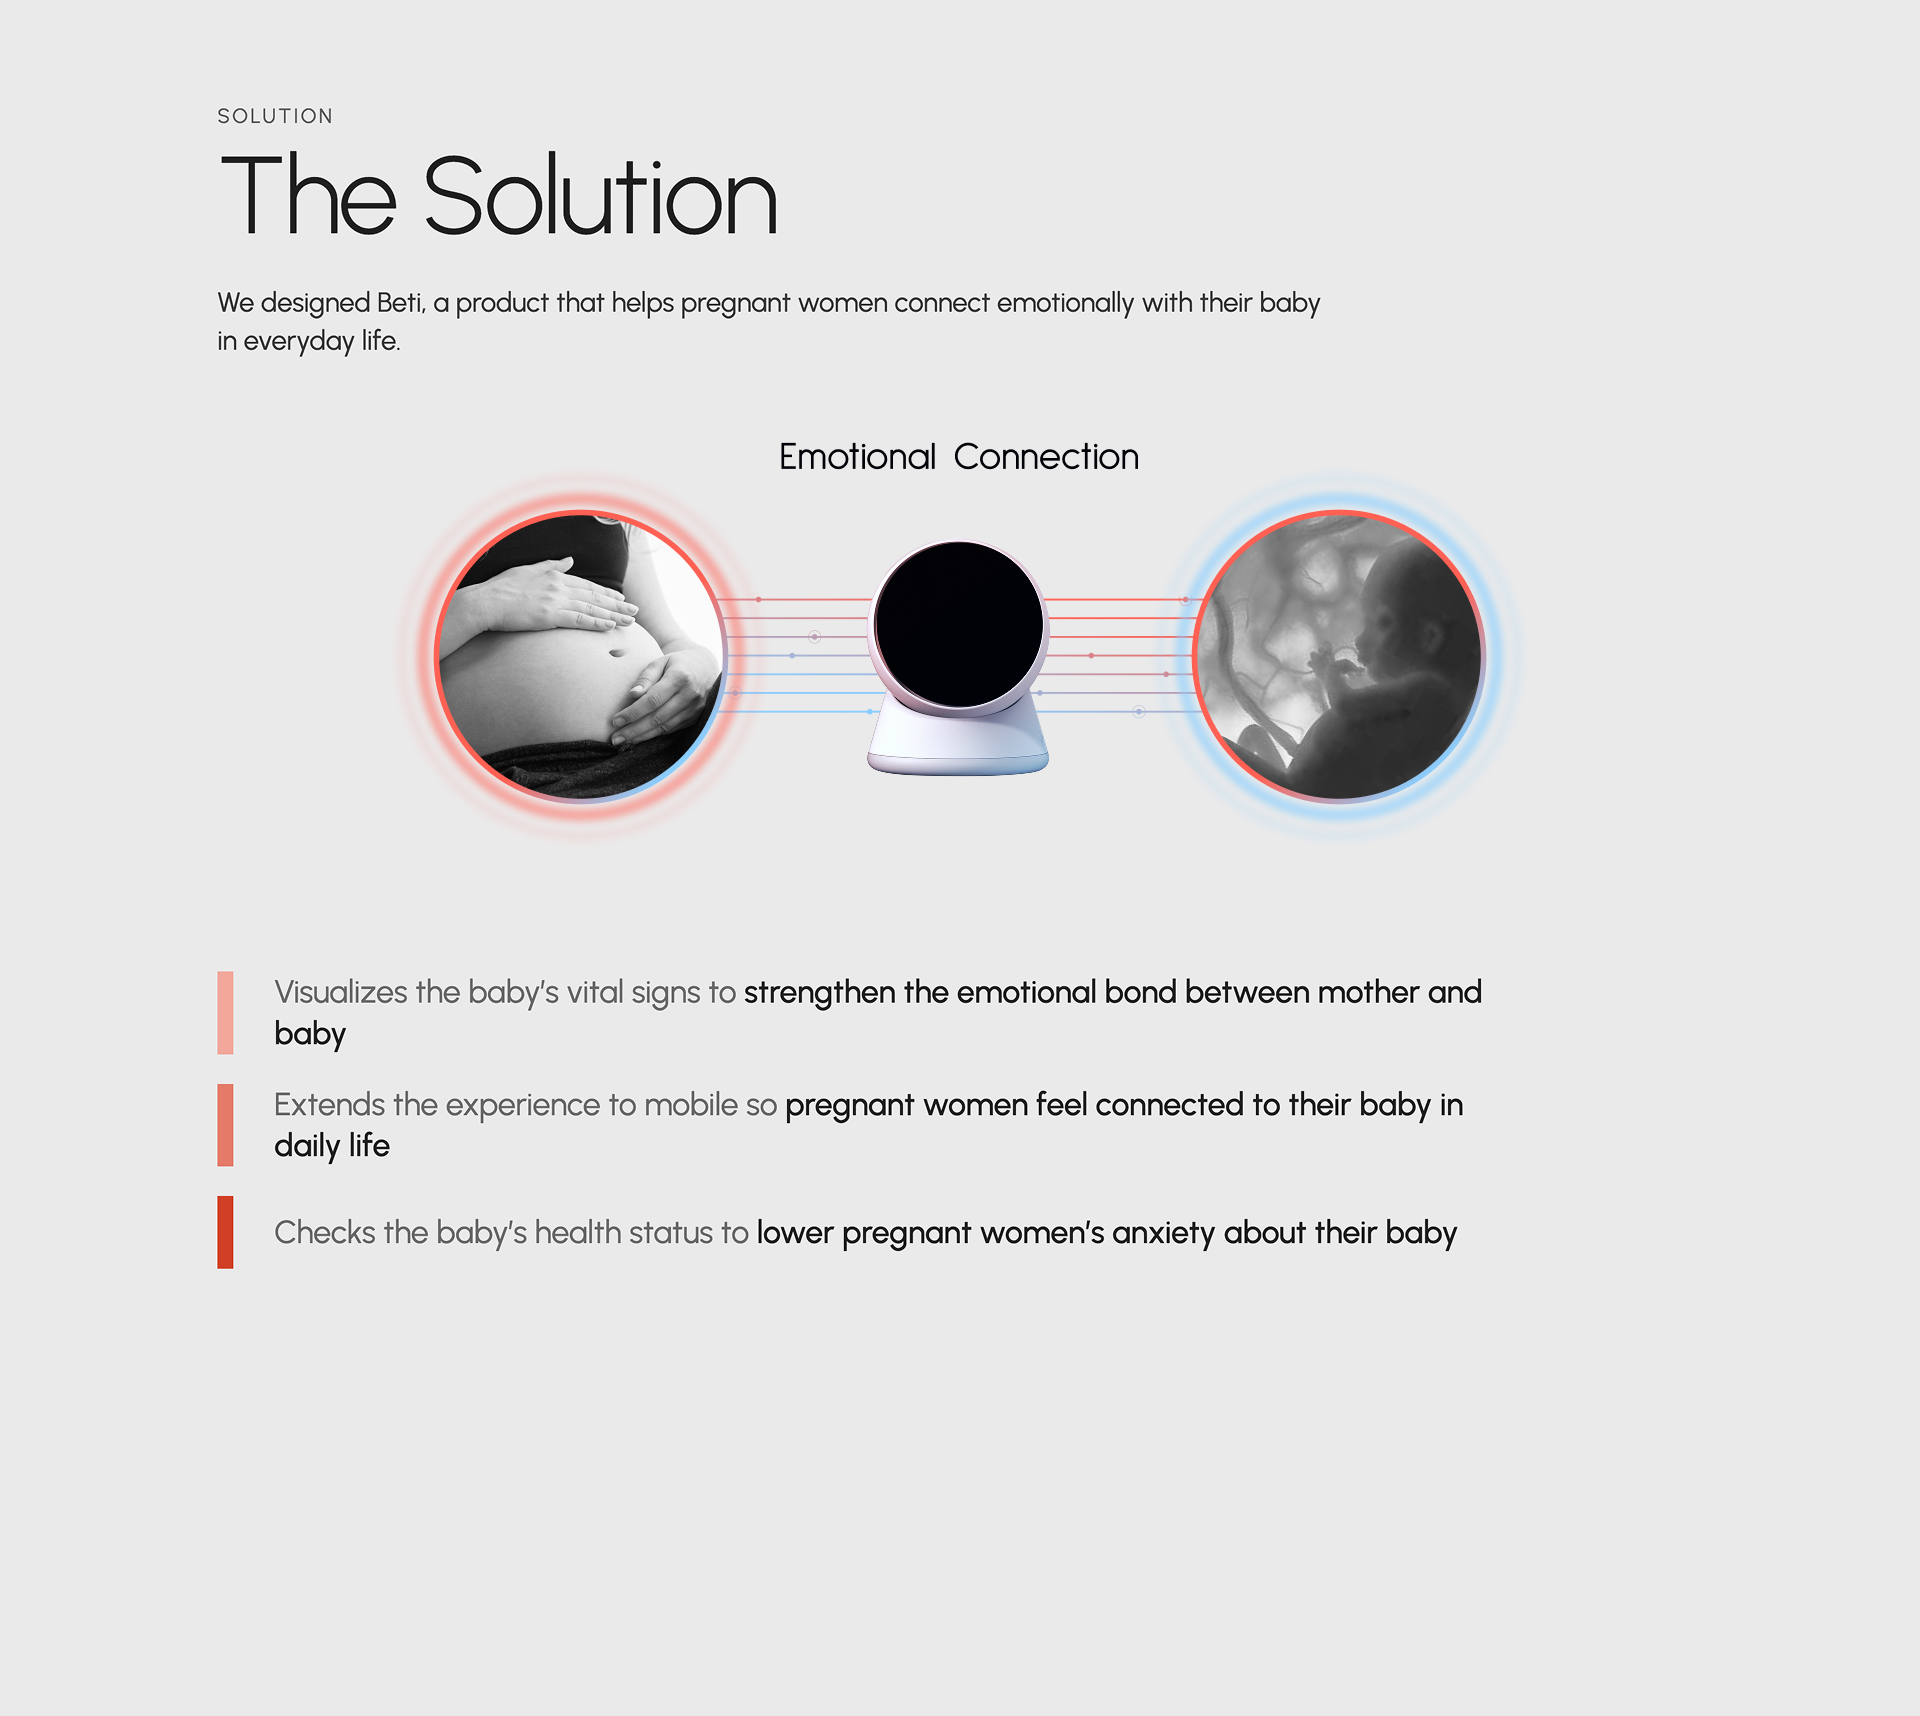 SOLUTION
The Solution
We designed Beti, a product that helps pregnant women connect emotionally with their baby
in everyday life.
Emotional Connection
Visualizes the baby's vital signs to strengthen the emotional bond between mother and
baby
Extends the experience to mobile so pregnant women feel connected to their baby in
daily life
Checks the baby's health status to lower pregnant women's anxiety about their baby